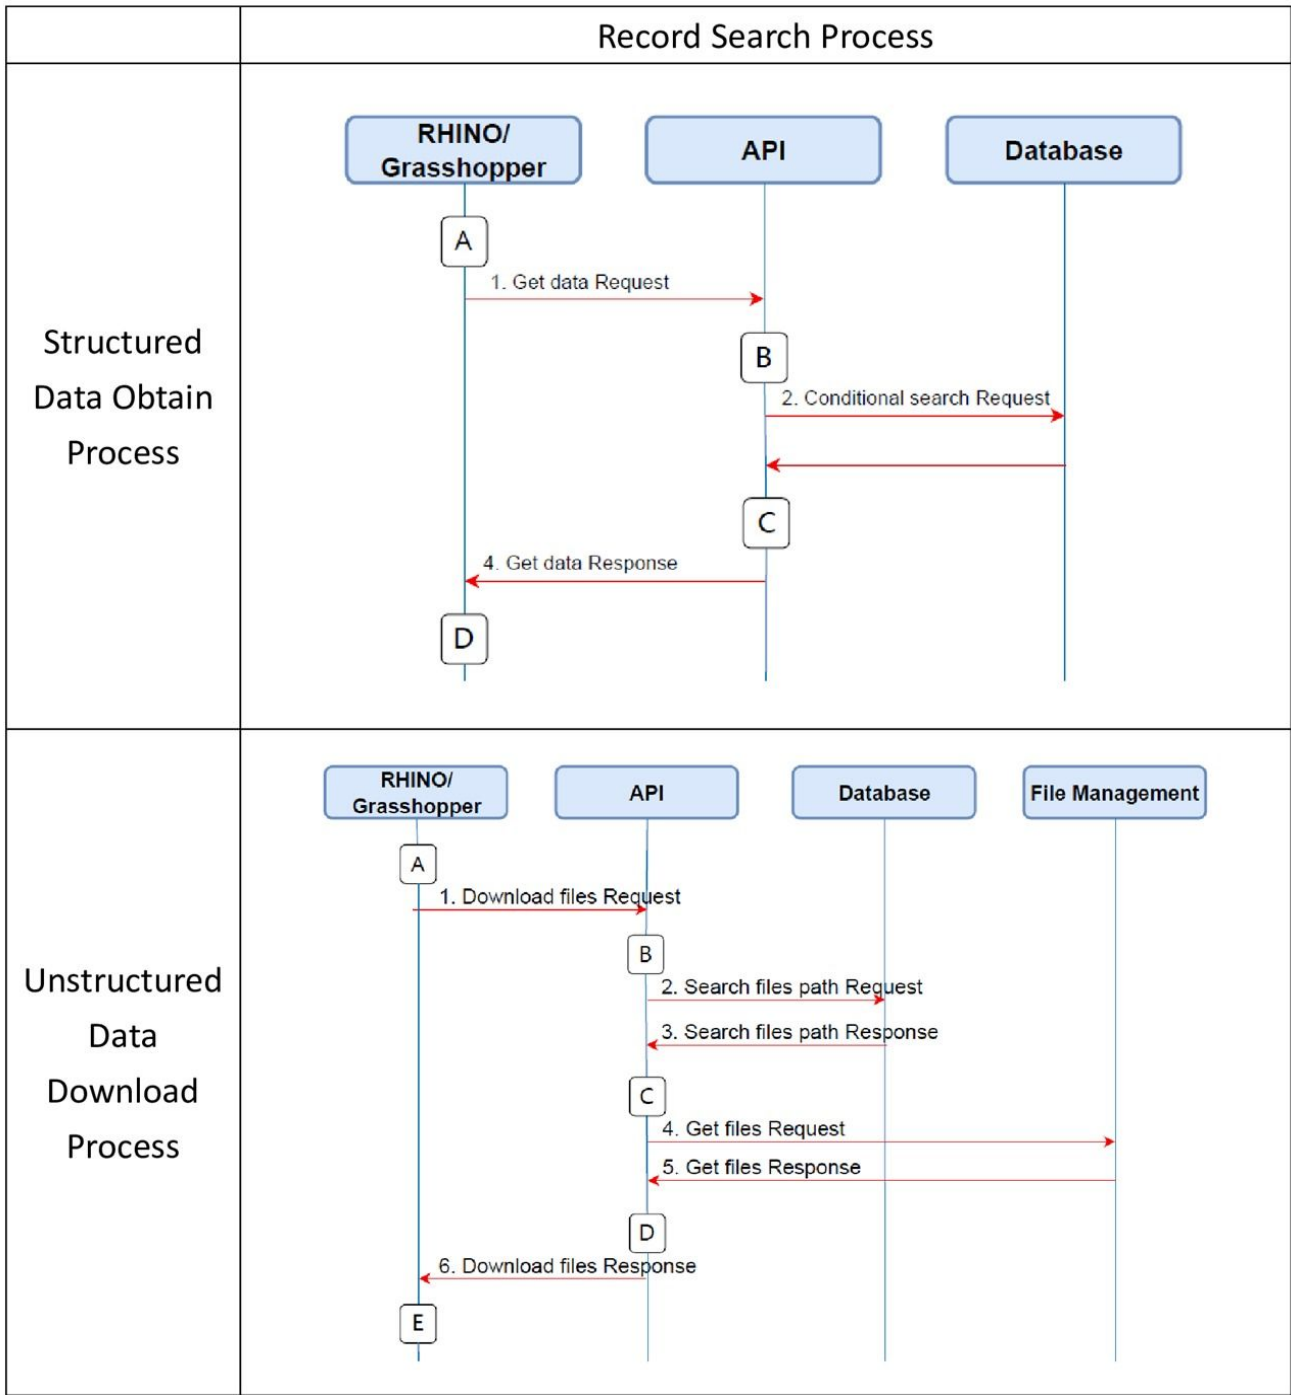 Record Search Process
Structured
Data Obtain
Process
RHINO/
Grasshopper
API
Database
A
1. Get data Request
B
2. Conditional search Request
C
4. Get data Response
D
Unstructured
Data
Download
Process
RHINO/
Grasshopper
API
Database
File Management
A
1. Download files Request
B
2. Search files path Request
3. Search files path Response
C
4. Get files Request
5. Get files Response
D
6. Download files Response
E